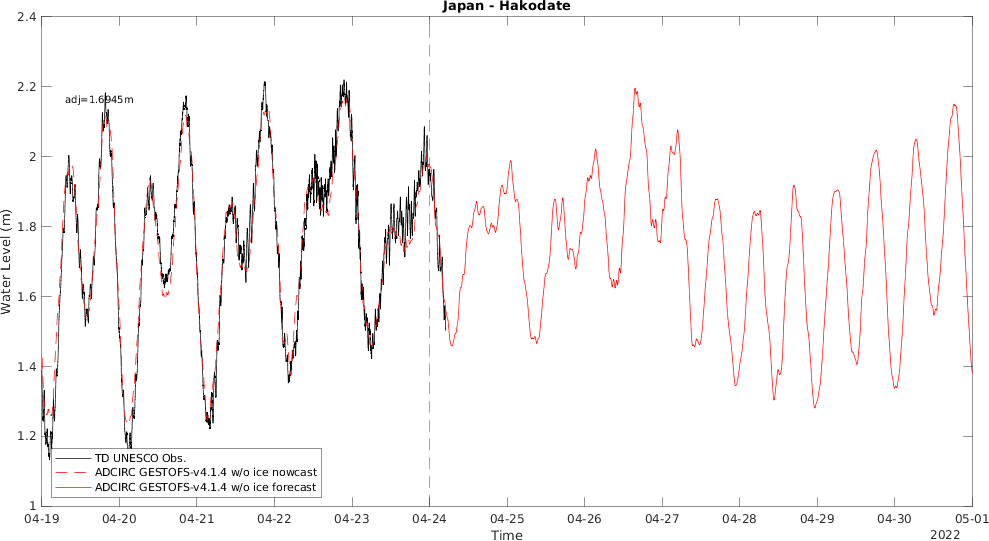 Japan - Hakodate
2.4
2.2
2
1.8
1.6
1.4
1.2
1
Water Level (m)
adj=1.6945m
TD UNESCO Obs.
ADCIRC GESTOFS-v4.1.4 w/o ice nowcast
ADCIRC GESTOFS-v4.1.4 w/o ice forecast
04-19 04-20 04-21 04-22 04-23 04-24 04-25 04-26 04-27 04-28 04-29 04-30 05-01
Time
2022